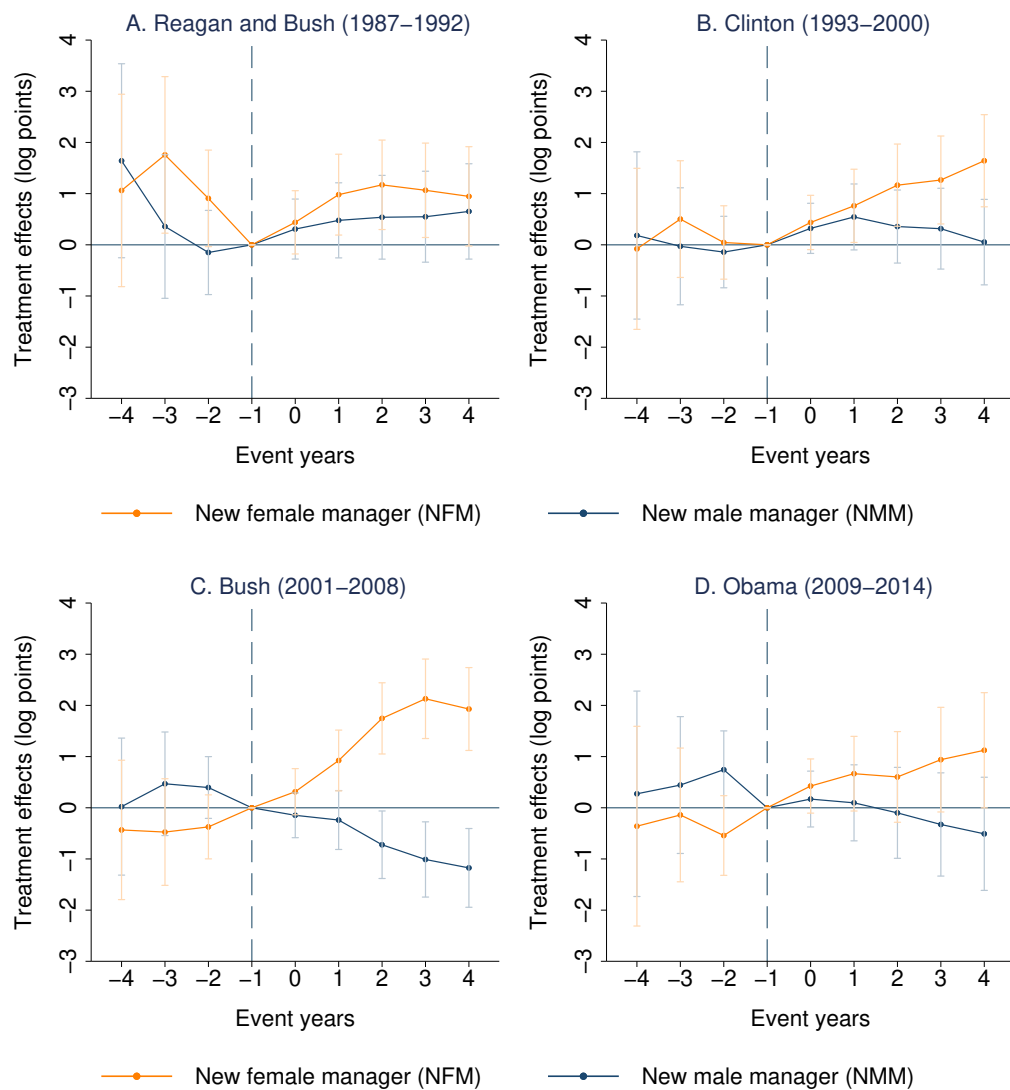 A. Reagan and Bush (1987−1992)
Treatment effects (log points)
4
3
2
1
0
−1
−2
−3
−4 −3 −2 −1 0 1 2 3 4
Event years
B. Clinton (1993−2000)
Treatment effects (log points)
4
3
2
1
0
−1
−2
−3
−4 −3 −2 −1 0 1 2 3 4
Event years
New female manager (NFM) New male manager (NMM)
C. Bush (2001−2008)
Treatment effects (log points)
4
3
2
1
0
−1
−2
−3
−4 −3 −2 −1 0 1 2 3 4
Event years
D. Obama (2009−2014)
Treatment effects (log points)
4
3
2
1
0
−1
−2
−3
−4 −3 −2 −1 0 1 2 3 4
Event years
New female manager (NFM) New male manager (NMM)